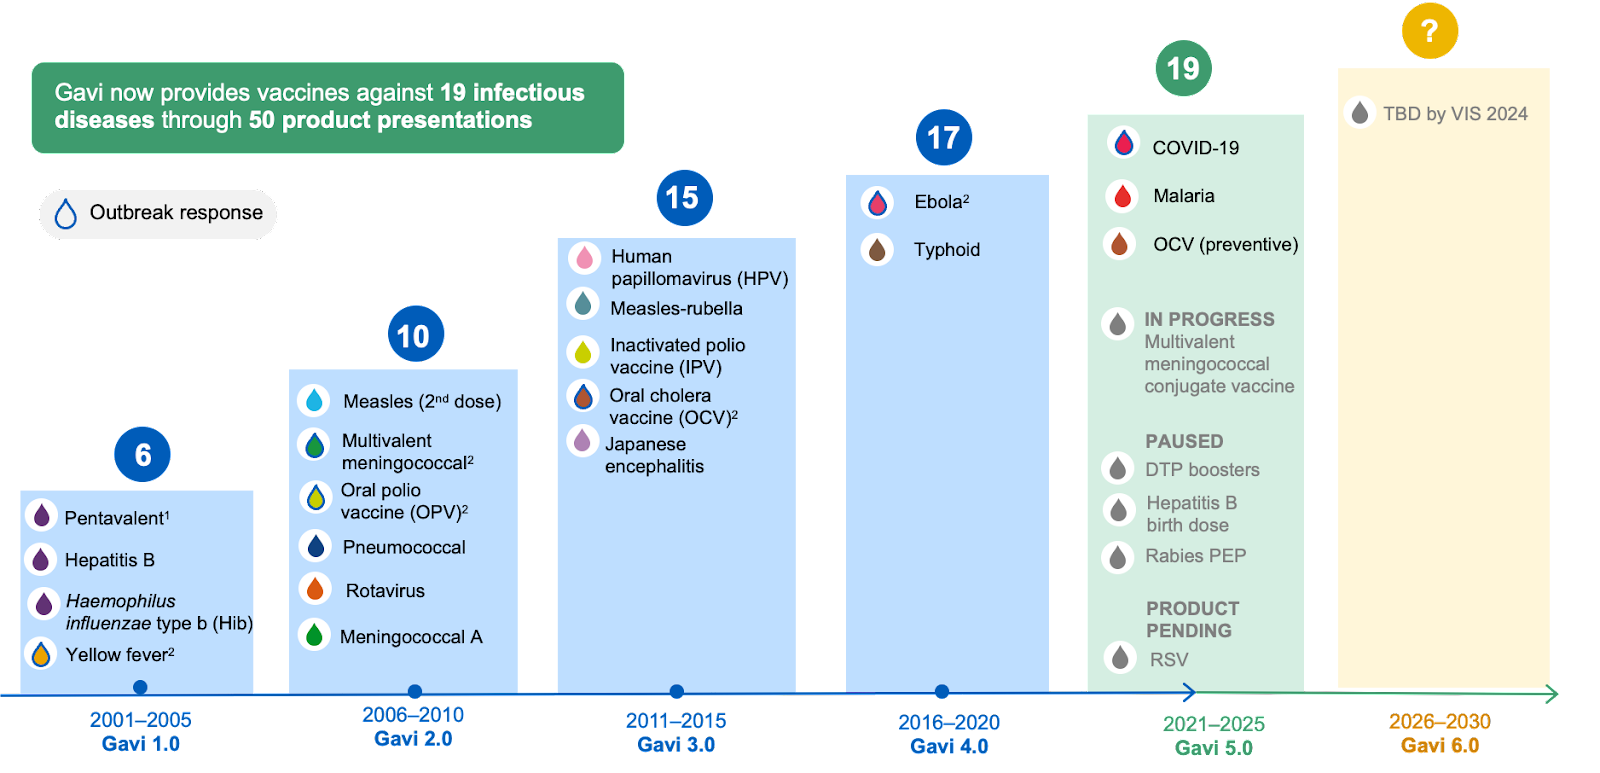 Gavi now provides vaccines against 19 infectious
diseases through 50 product presentations
Outbreak response
6
Pentavalent¹
Hepatitis B
Haemophilus
influenzae type b (Hib)
Yellow fever²
2001–2005
Gavi 1.0
10
Measles (2nd dose)
Multivalent
meningococcal²
Oral polio
vaccine (OPV)²
Pneumococcal
Rotavirus
Meningococcal A
2006–2010
Gavi 2.0
15
Human
papillomavirus (HPV)
Measles-rubella
Inactivated polio
vaccine (IPV)
Oral cholera
vaccine (OCV)²
Japanese
encephalitis
2011–2015
Gavi 3.0
17
Ebola²
Typhoid
2016–2020
Gavi 4.0
19
COVID-19
Malaria
OCV (preventive)
IN PROGRESS
Multivalent
meningococcal
conjugate vaccine
PAUSED
DTP boosters
Hepatitis B
birth dose
Rabies PEP
PRODUCT
PENDING
RSV
2021–2025
Gavi 5.0
?
TBD by VIS 2024
2026–2030
Gavi 6.0